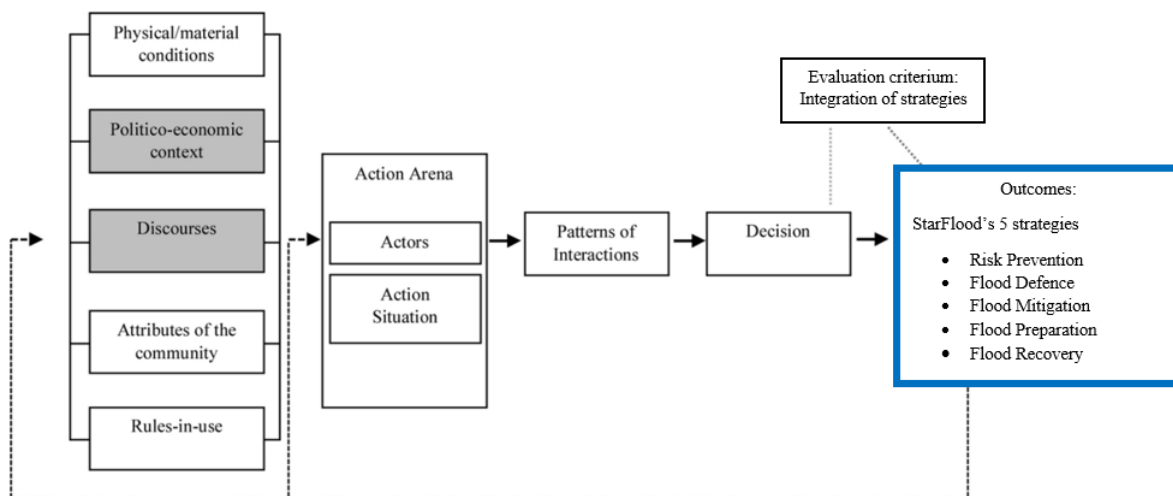 Physical/material
conditions
Politico-economic
context
Discourses
Attributes of the
community
Rules-in-use
Action Arena
Actors
Action
Situation
Patterns of
Interactions
Decision
Evaluation criterium:
Integration of strategies
Outcomes:
StarFlood's 5 strategies
• Risk Prevention
• Flood Defence
• Flood Mitigation
• Flood Preparation
• Flood Recovery